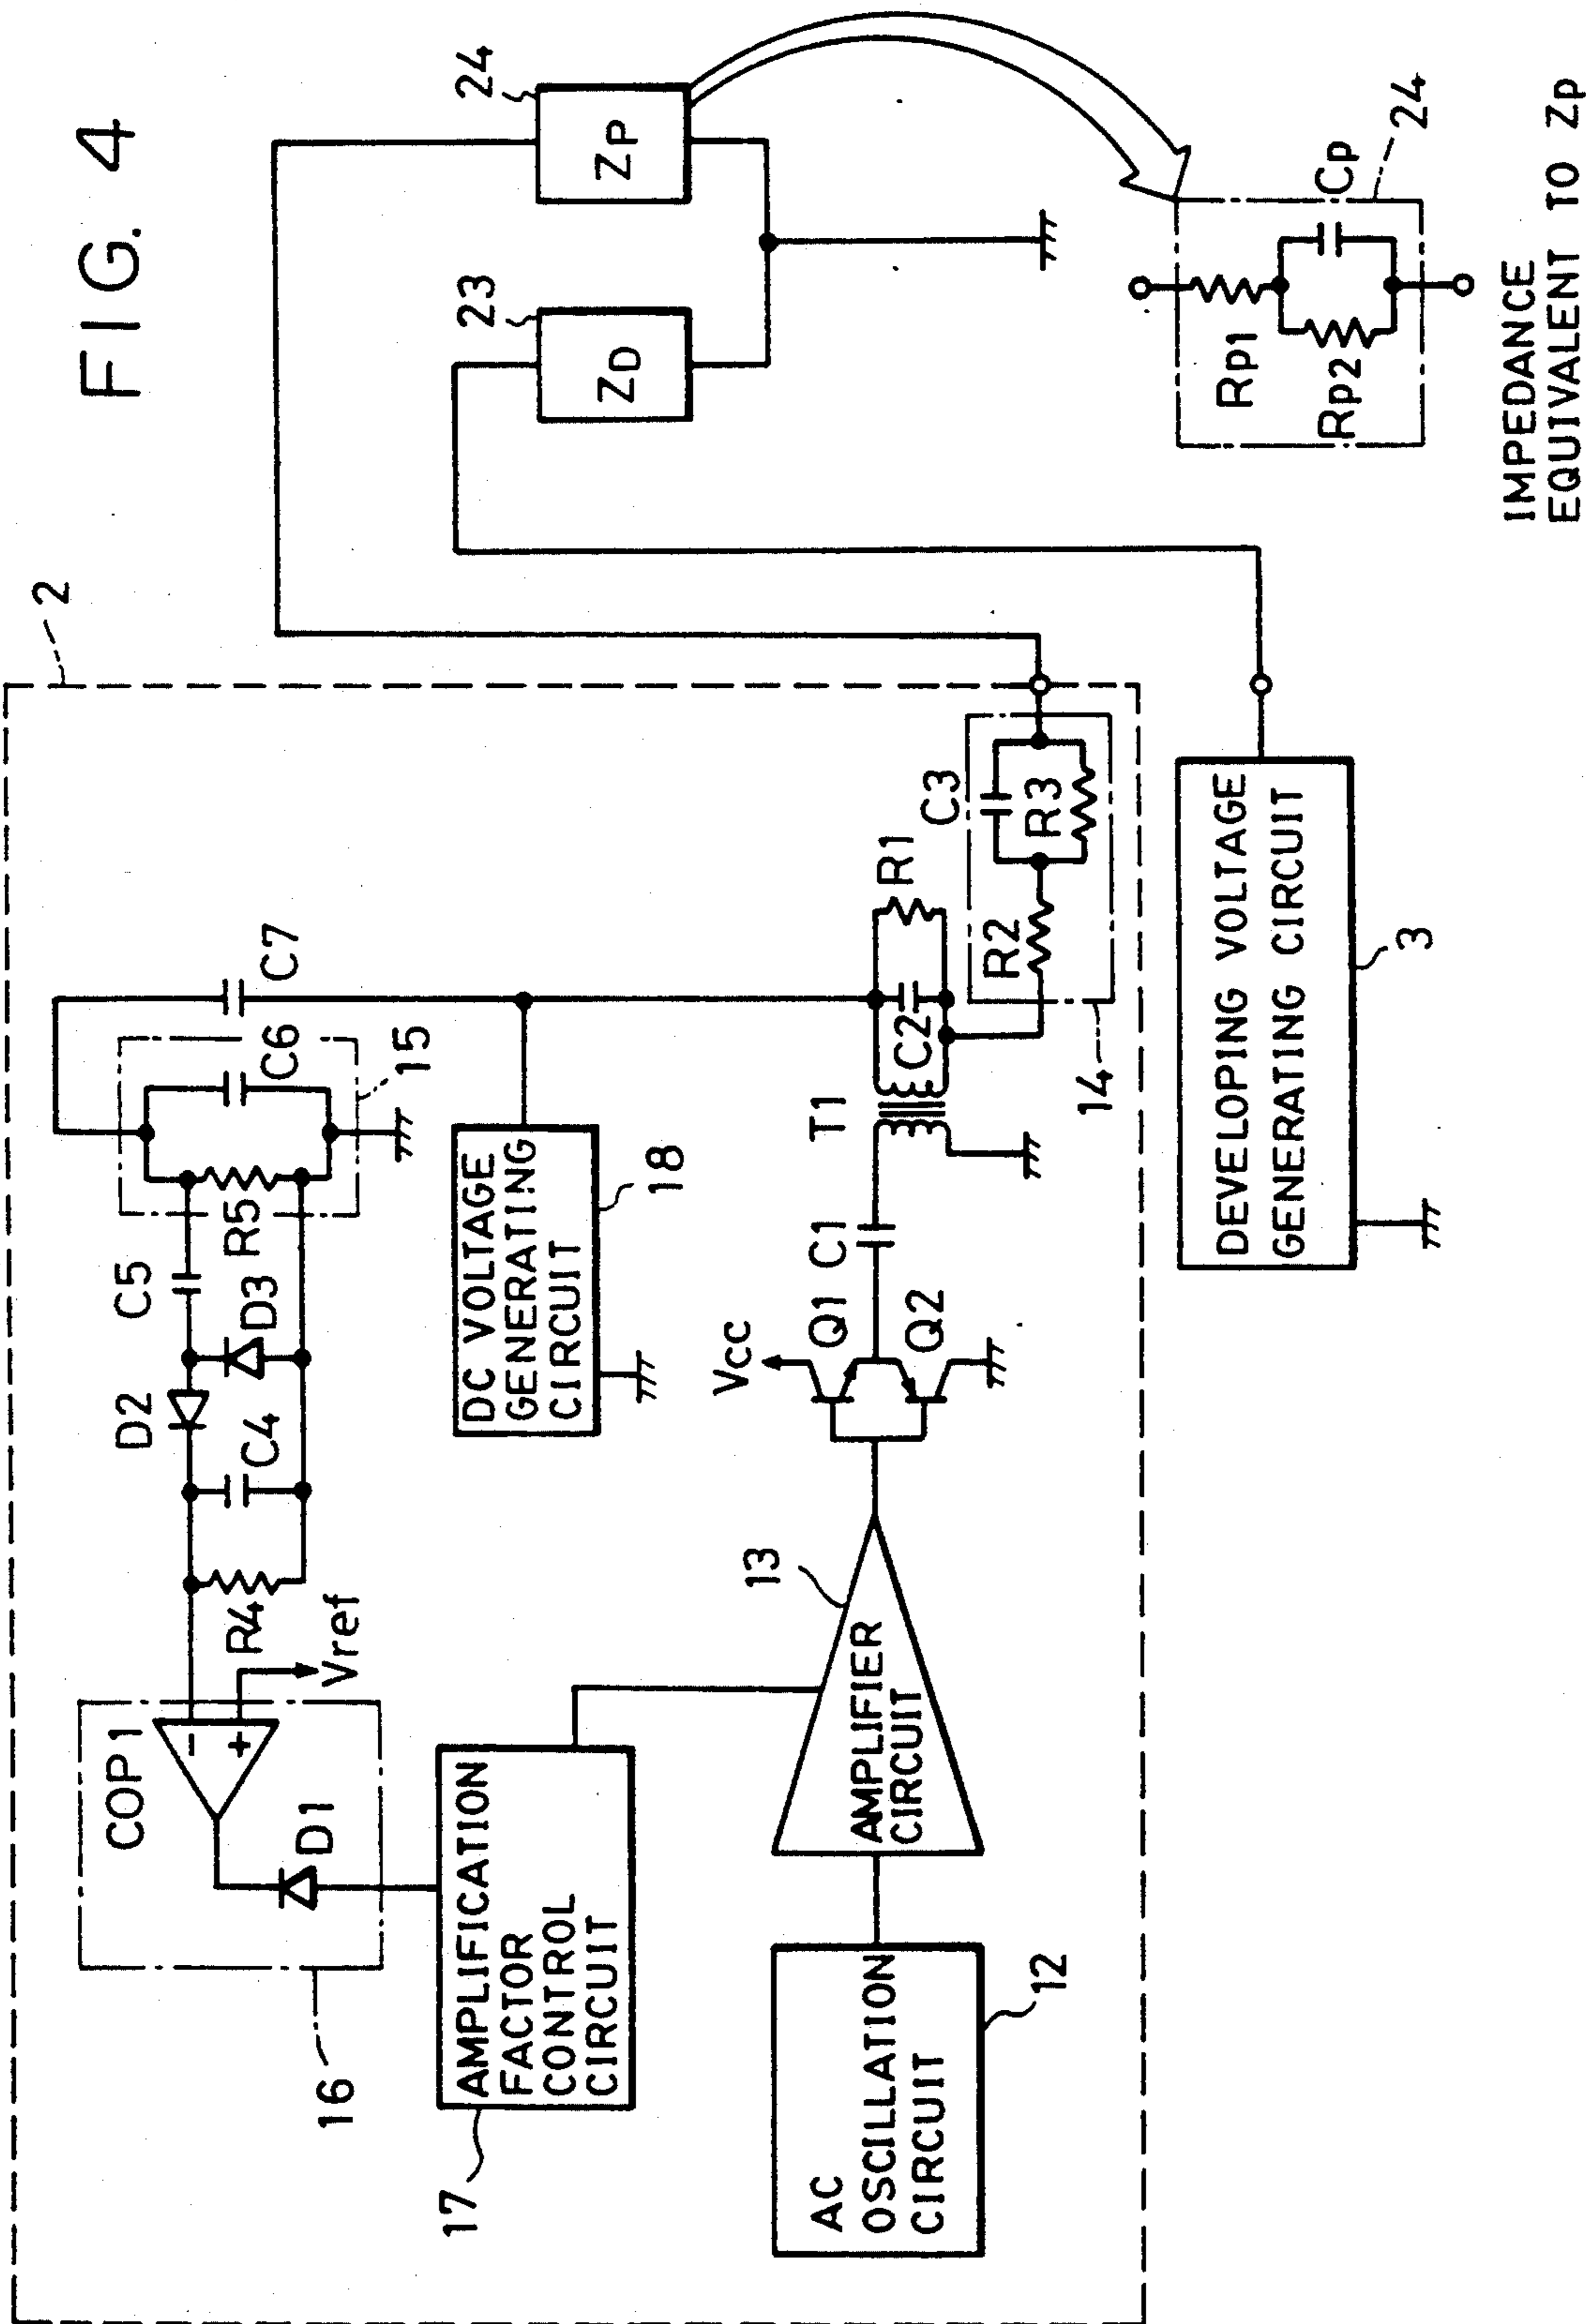 FIG. 4
2
COP1
D1
16
Vref
R4
C4
D2
D3
C5
R5
C6
15
C7
24
ZP
23
ZD
AMPLIFICATION
FACTOR
CONTROL
CIRCUIT
17
DC VOLTAGE
GENERATING
CIRCUIT
18
AC
OSCILLATION
CIRCUIT
12
AMPLIFIER
CIRCUIT
13
Vcc
Q1
Q2
C1
T1
C2
R1
R2
C3
R3
14
DEVELOPING VOLTAGE
GENERATING CIRCUIT
3
Rp1
Rp2
Cp
24
IMPEDANCE
EQUIVALENT TO Zp
-
+